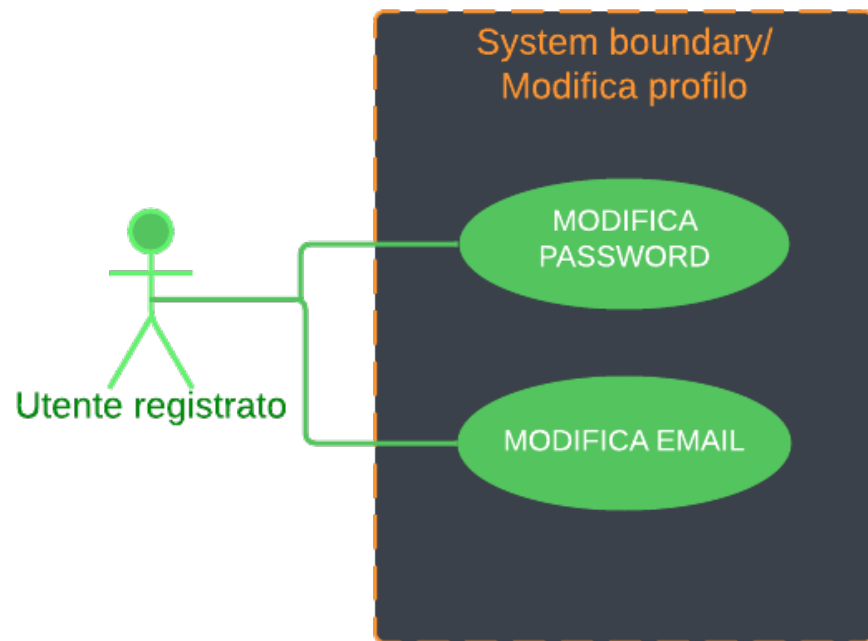 System boundary/
Modifica profilo
MODIFICA
PASSWORD
Utente registrato
MODIFICA EMAIL